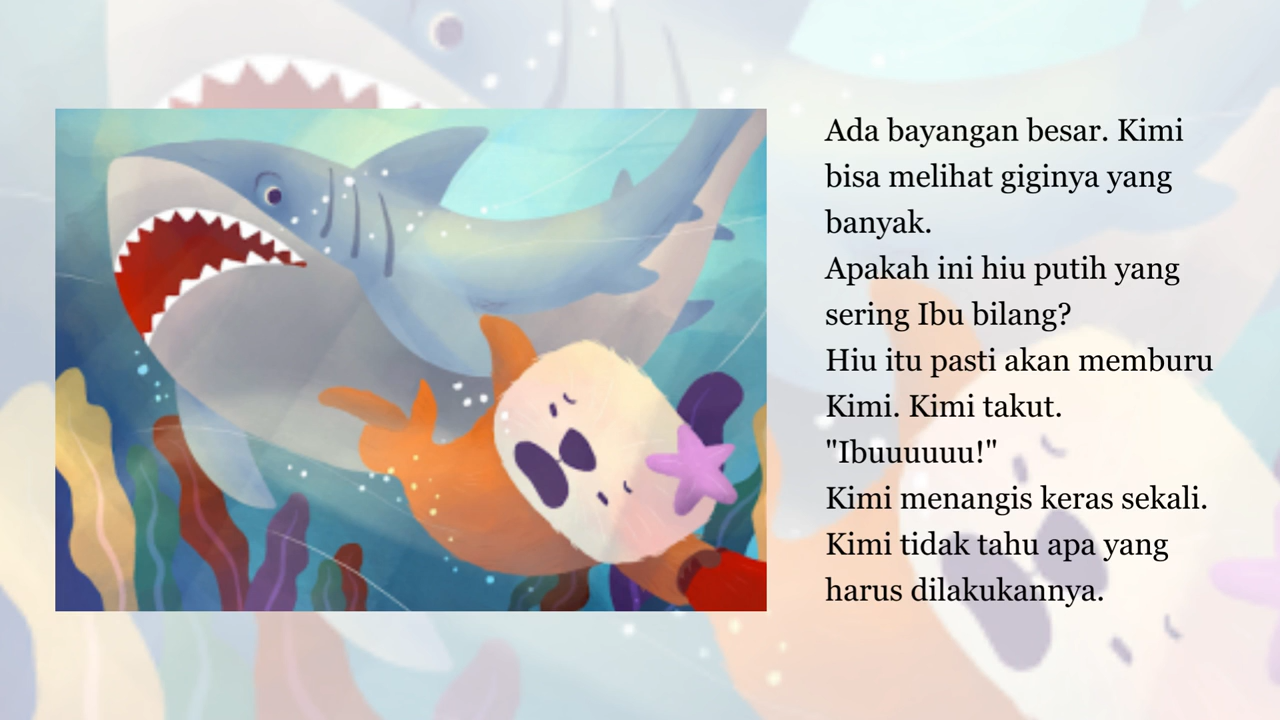 Ada bayangan besar. Kimi
bisa melihat giginya yang
banyak.
Apakah ini hiu putih yang
sering Ibu bilang?
Hiu itu pasti akan memburu
Kimi. Kimi takut.
"Ibuuuuuu!"
Kimi menangis keras sekali.
Kimi tidak tahu apa yang
harus dilakukannya.